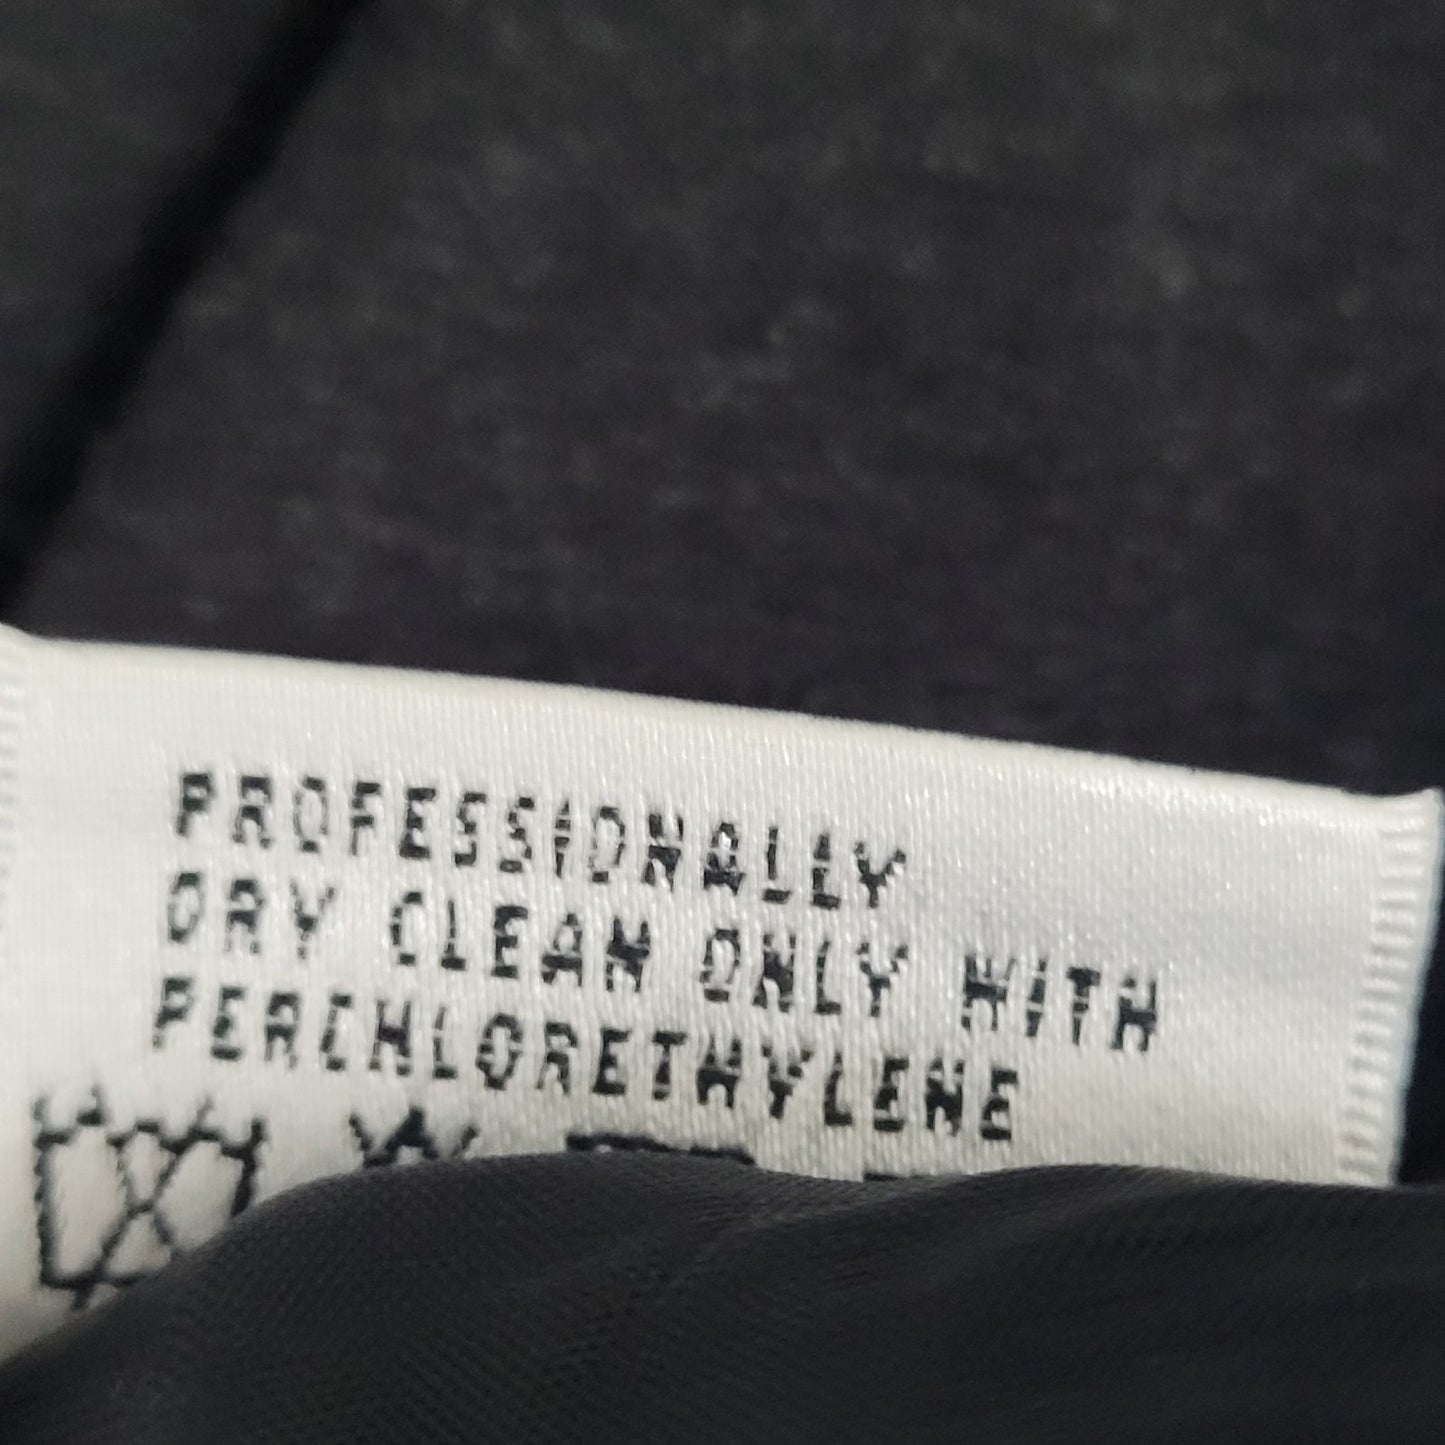 PROFESSIONALLY
DRY CLEAN ONLY WITH
PERCHLORETHYLENE